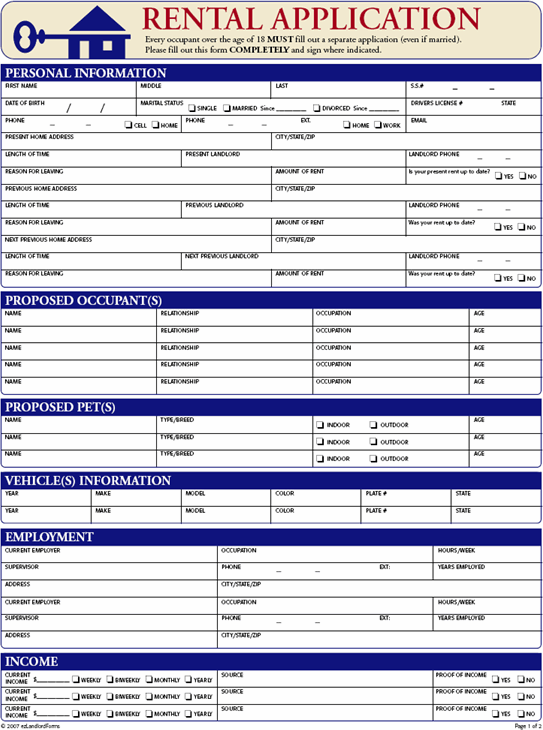 RENTAL APPLICATION
Every occupant over the age of 18 MUST fill out a separate application (even if married).
Please fill out this form COMPLETELY and sign where indicated.
PERSONAL INFORMATION
FIRST NAME MIDDLE LAST S.S.# – –
DATE OF BIRTH / / MARITAL STATUS SINGLE MARRIED Since ________ DIVORCED Since ________ DRIVERS LICENSE # STATE
PHONE – – CELL HOME PHONE – – EXT. HOME WORK EMAIL
PRESENT HOME ADDRESS CITY/STATE/ZIP
LENGTH OF TIME PRESENT LANDLORD LANDLORD PHONE – –
REASON FOR LEAVING AMOUNT OF RENT Is your present rent up to date? YES NO
PREVIOUS HOME ADDRESS CITY/STATE/ZIP
LENGTH OF TIME PREVIOUS LANDLORD LANDLORD PHONE – –
REASON FOR LEAVING AMOUNT OF RENT Was your rent up to date? YES NO
NEXT PREVIOUS HOME ADDRESS CITY/STATE/ZIP
LENGTH OF TIME NEXT PREVIOUS LANDLORD LANDLORD PHONE – –
REASON FOR LEAVING AMOUNT OF RENT Was your rent up to date? YES NO
PROPOSED OCCUPANT(S)
NAME RELATIONSHIP OCCUPATION AGE
NAME RELATIONSHIP OCCUPATION AGE
NAME RELATIONSHIP OCCUPATION AGE
NAME RELATIONSHIP OCCUPATION AGE
NAME RELATIONSHIP OCCUPATION AGE
PROPOSED PET(S)
NAME TYPE/BREED INDOOR OUTDOOR AGE
NAME TYPE/BREED INDOOR OUTDOOR AGE
NAME TYPE/BREED INDOOR OUTDOOR AGE
VEHICLE(S) INFORMATION
YEAR MAKE MODEL COLOR PLATE # STATE
YEAR MAKE MODEL COLOR PLATE # STATE
EMPLOYMENT
CURRENT EMPLOYER OCCUPATION HOURS/WEEK
SUPERVISOR PHONE – – EXT: YEARS EMPLOYED
ADDRESS CITY/STATE/ZIP
CURRENT EMPLOYER OCCUPATION HOURS/WEEK
SUPERVISOR PHONE – – EXT: YEARS EMPLOYED
ADDRESS CITY/STATE/ZIP
INCOME
CURRENT INCOME $________ WEEKLY BIWEEKLY MONTHLY YEARLY SOURCE PROOF OF INCOME YES NO
CURRENT INCOME $________ WEEKLY BIWEEKLY MONTHLY YEARLY SOURCE PROOF OF INCOME YES NO
CURRENT INCOME $________ WEEKLY BIWEEKLY MONTHLY YEARLY SOURCE PROOF OF INCOME YES NO
© 2007 ezLandlordForms Page 1 of 2